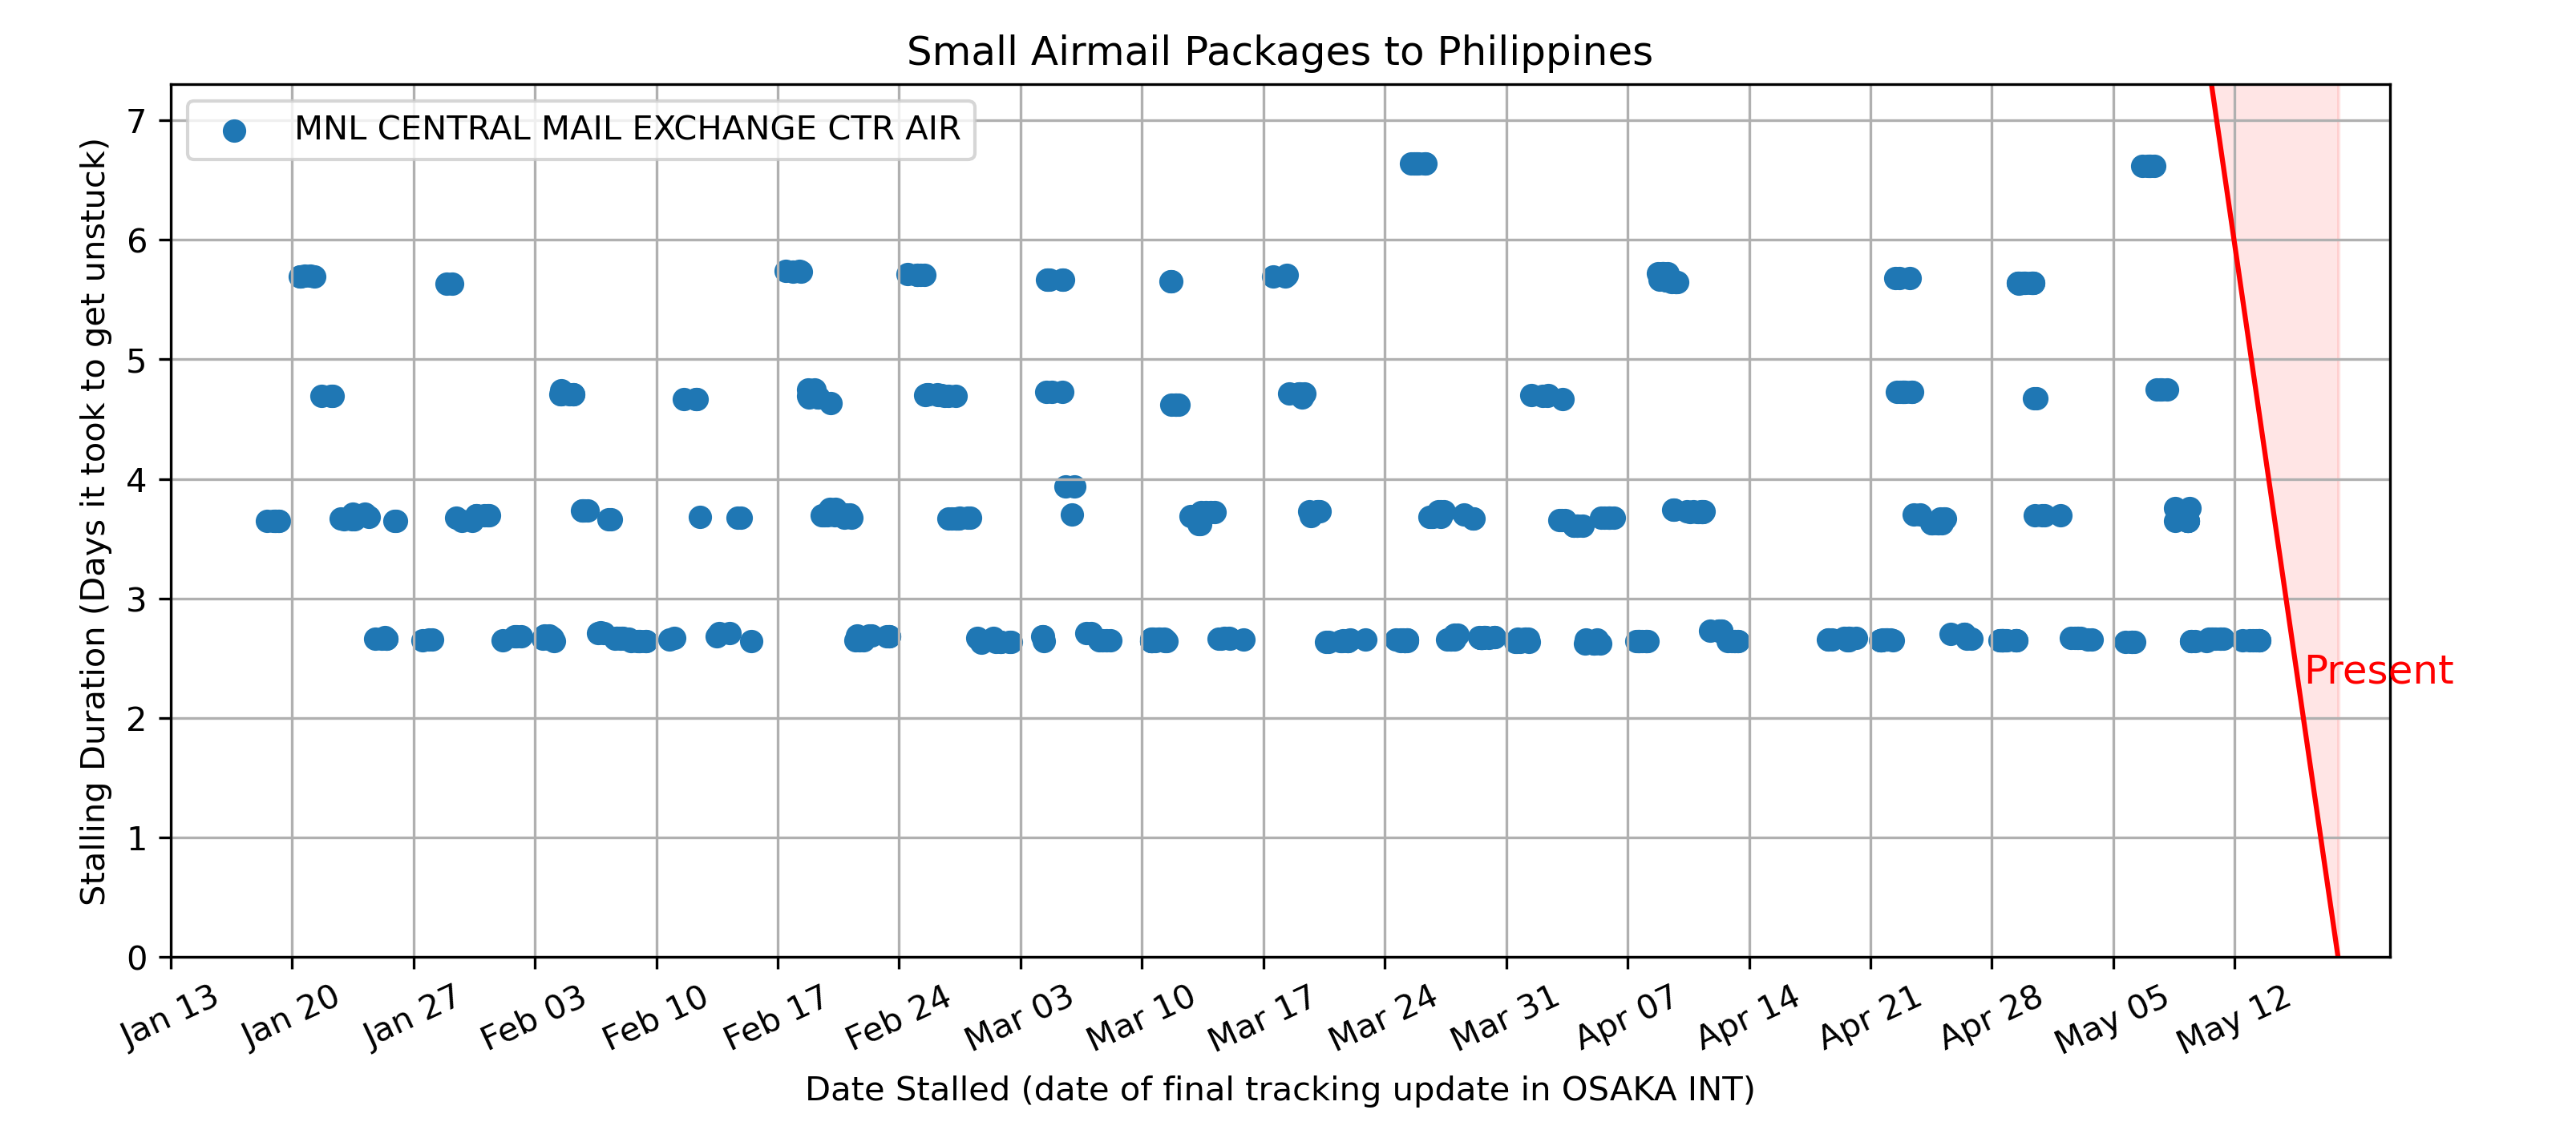 Small Airmail Packages to Philippines
MNL CENTRAL MAIL EXCHANGE CTR AIR
Stalling Duration (Days it took to get unstuck)
7
6
5
4
3
2
1
0
Present
Jan 13
Jan 20
Jan 27
Feb 03
Feb 10
Feb 17
Feb 24
Mar 03
Mar 10
Mar 17
Mar 24
Mar 31
Apr 07
Apr 14
Apr 21
Apr 28
May 05
May 12
Date Stalled (date of final tracking update in OSAKA INT)